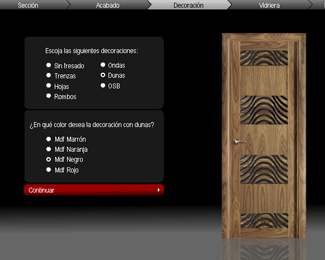 Sección Acabado Decoración Vidriera
Escoja las siguientes decoraciones:
Sin fresado Ondas
Trenzas Dunas
Hojas OSB
Rombos
¿En qué color desea la decoración con dunas?
Mdf Marrón
Mdf Naranja
Mdf Negro
Mdf Rojo
Continuar